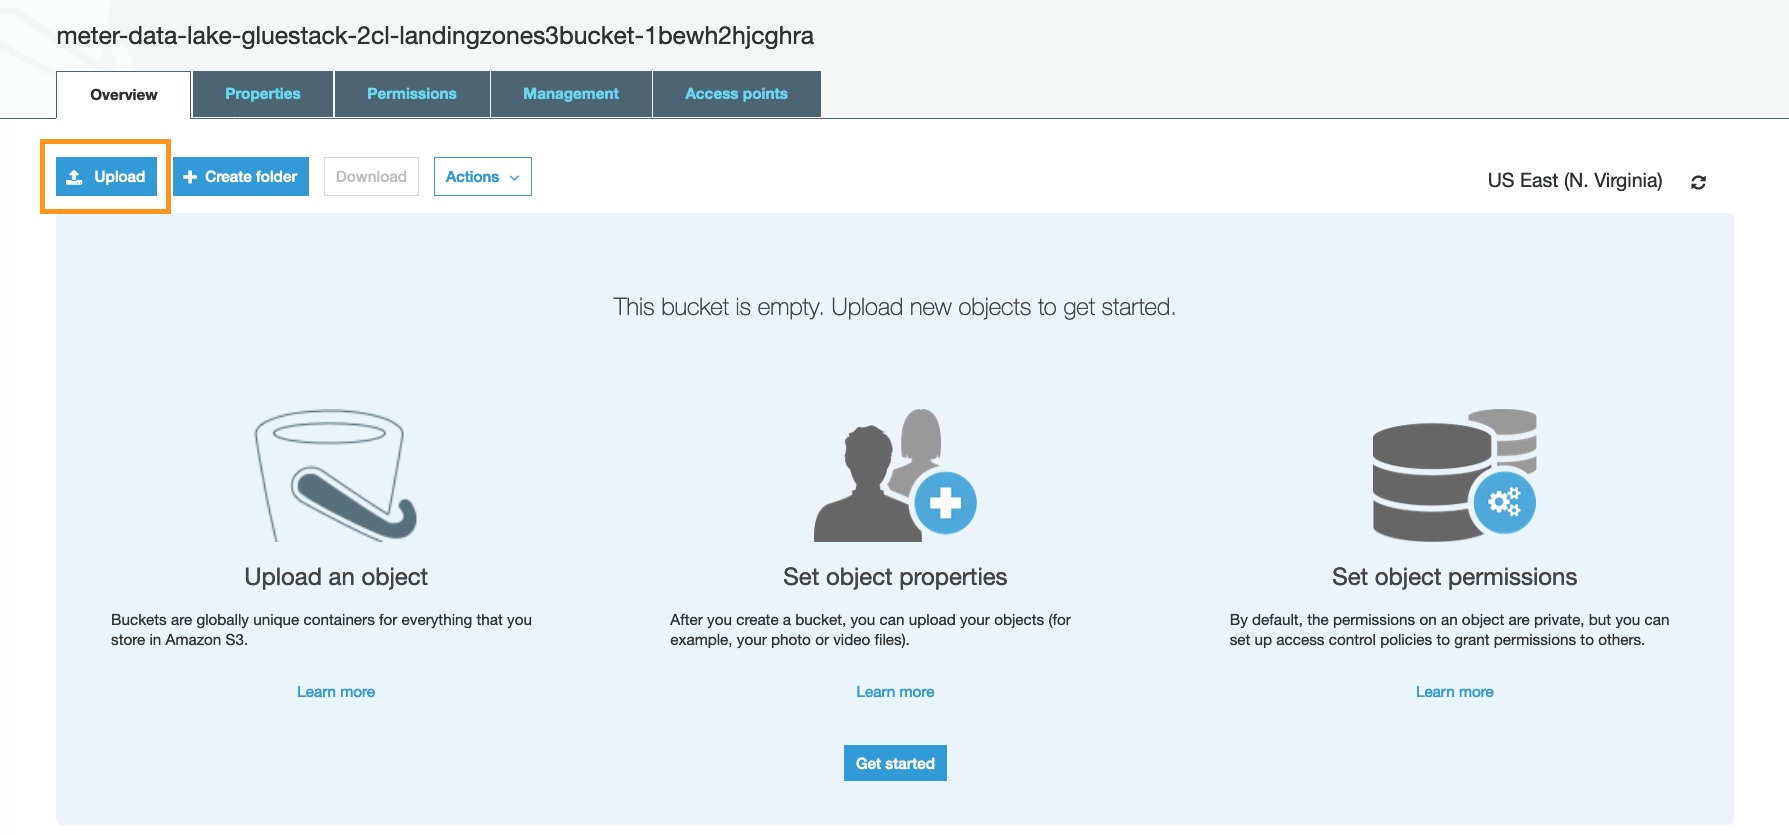 meter-data-lake-gluestack-2cl-landingzones3bucket-1bewh2hjcghra
Overview
Properties
Permissions
Management
Access points
Upload
Create folder
Download
Actions
US East (N. Virginia)
This bucket is empty. Upload new objects to get started.
Upload an object
Buckets are globally unique containers for everything that you
store in Amazon S3.
Learn more
Set object properties
After you create a bucket, you can upload your objects (for
example, your photo or video files).
Learn more
Set object permissions
By default, the permissions on an object are private, but you can
set up access control policies to grant permissions to others.
Learn more
Get started